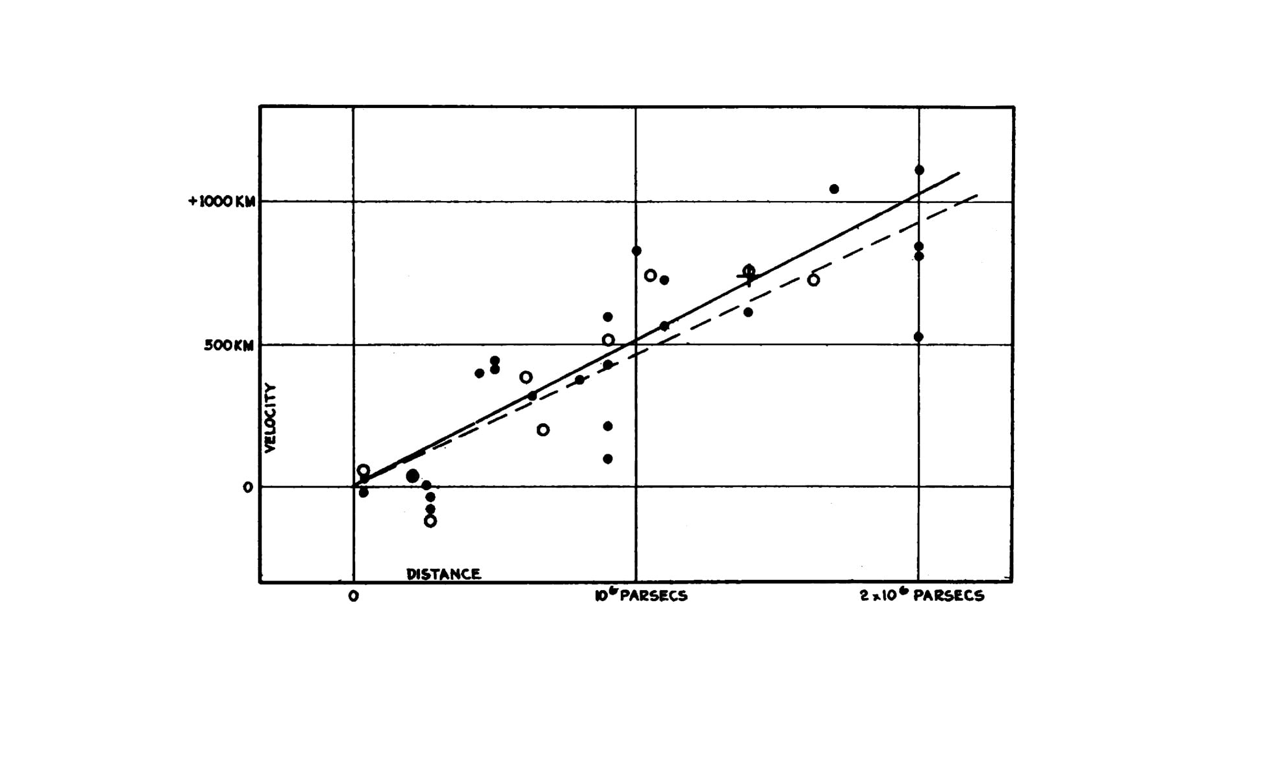 +1000 KM
500 KM
VELOCITY
0
DISTANCE
0
10⁶ PARSECS
2 x 10⁶ PARSECS